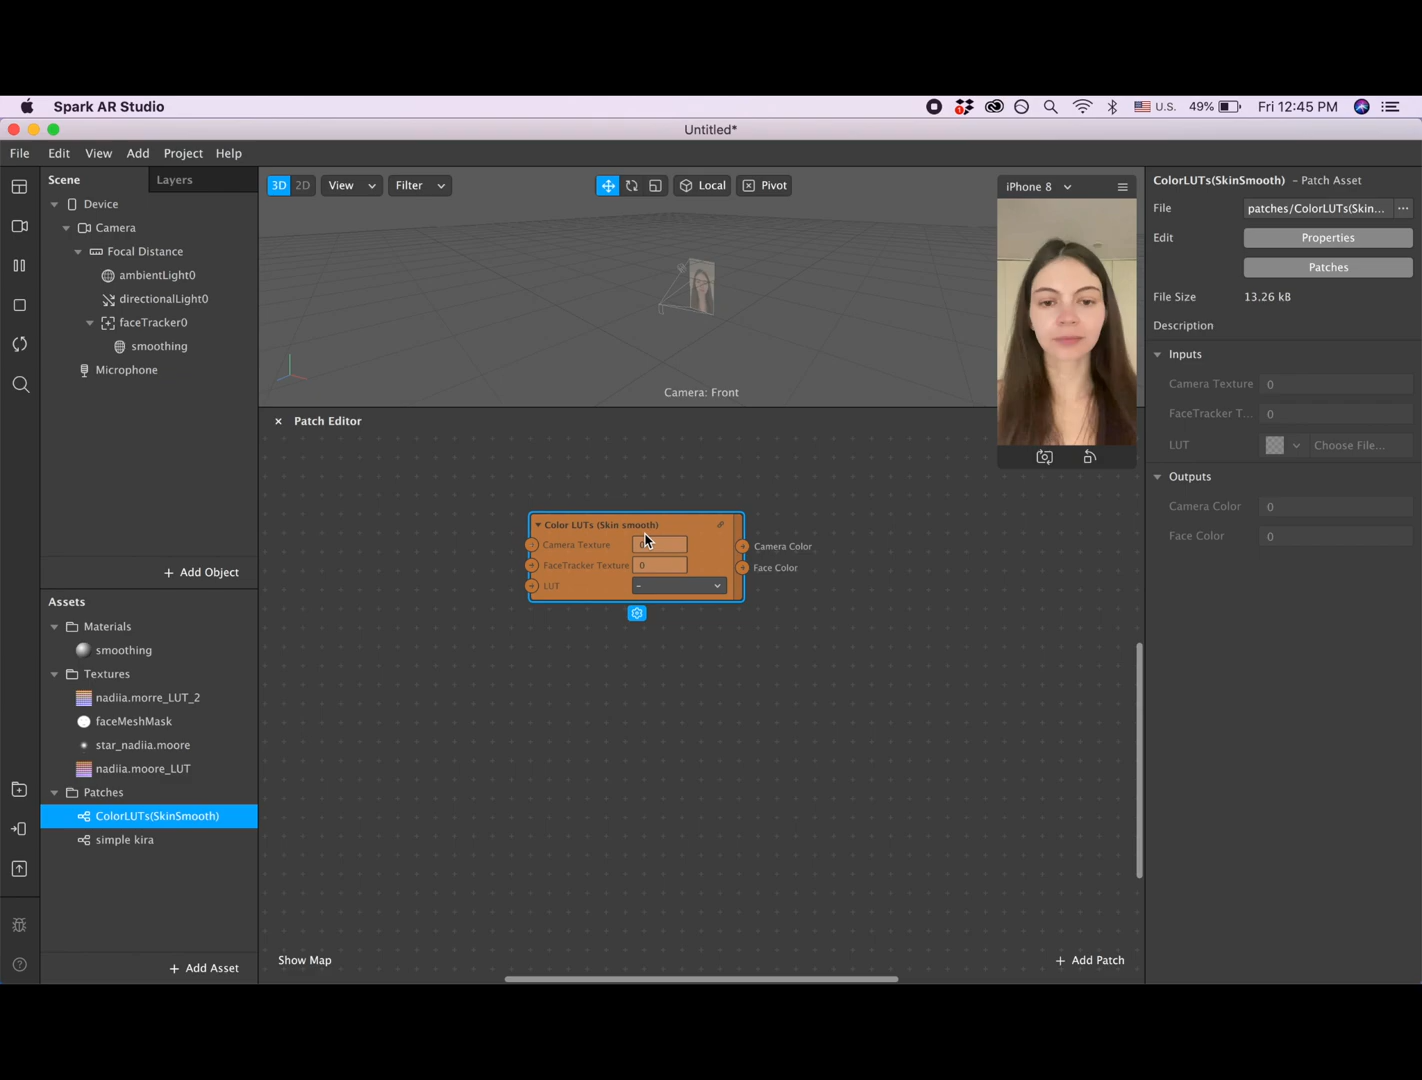 Spark AR Studio
U.S. 49% Fri 12:45 PM
Untitled*
File Edit View Add Project Help
Scene Layers
Device
Camera
Focal Distance
ambientLight0
directionalLight0
faceTracker0
smoothing
Microphone
+ Add Object
Assets
Materials
smoothing
Textures
nadiia.morre_LUT_2
faceMeshMask
star_nadiia.moore
nadiia.moore_LUT
Patches
ColorLUTs(SkinSmooth)
simple kira
+ Add Asset
3D 2D View Filter Local Pivot
Camera: Front
iPhone 8
× Patch Editor
Color LUTs (Skin smooth)
Camera Texture 0 Camera Color
FaceTracker Texture 0 Face Color
LUT -
Show Map
+ Add Patch
ColorLUTs(SkinSmooth) – Patch Asset
File patches/ColorLUTs(Skin... ...
Edit Properties
Patches
File Size 13.26 kB
Description
Inputs
Camera Texture 0
FaceTracker T... 0
LUT Choose File...
Outputs
Camera Color 0
Face Color 0